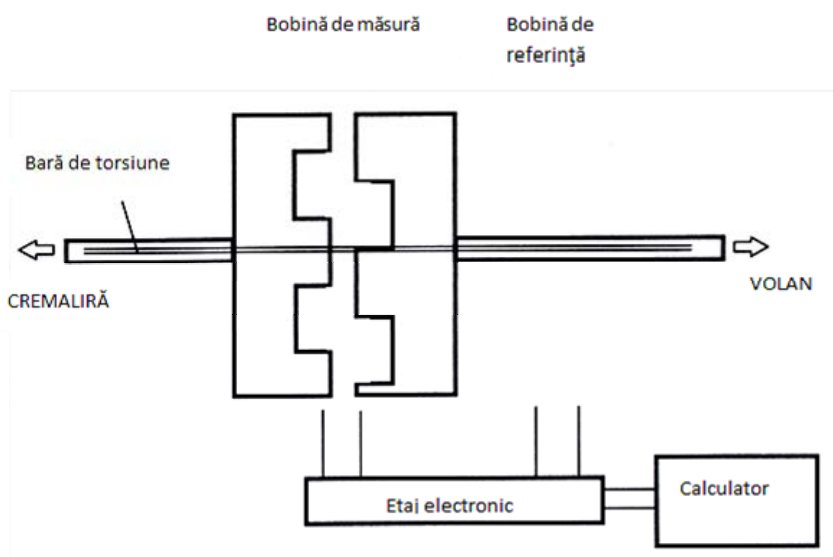 Bobină de măsură
Bobină de
referinţă
Bară de torsiune
CREMALIRĂ
VOLAN
Etaj electronic
Calculator